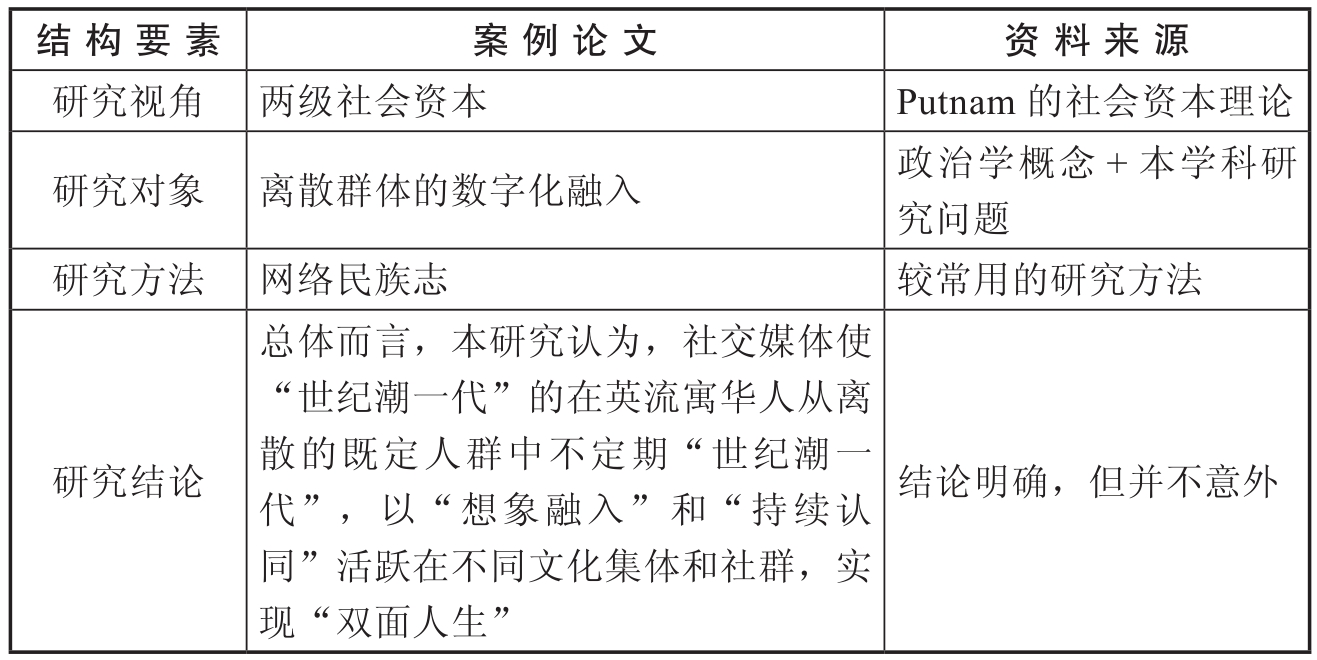 结构要素 案例论文 资料来源
研究视角 两级社会资本 Putnam 的社会资本理论
研究对象 离散群体的数字化融入 政治学概念 + 本学科研
究问题
研究方法 网络民族志 较常用的研究方法
研究结论 总体而言，本研究认为，社交媒体使
“世纪潮一代”的在英流寓华人从离
散的既定人群中不定期“世纪潮一
代”，以“想象融入”和“持续认
同”活跃在不同文化集体和社群，实
现“双面人生”
结论明确，但并不意外